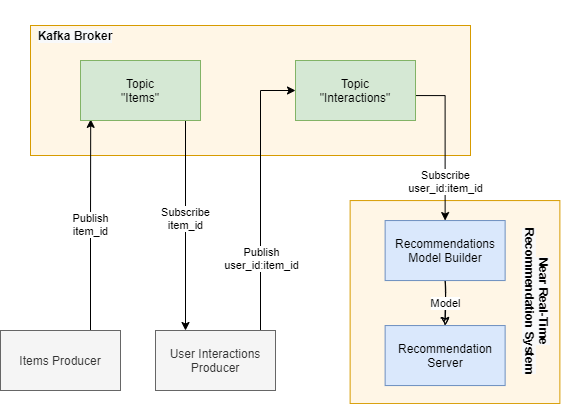 Kafka Broker
Topic
"Items"
Topic
"Interactions"
Subscribe
user_id:item_id
Publish
item_id
Subscribe
item_id
Publish
user_id:item_id
Recommendations
Model Builder
Near Real-Time
Recommendation System
Model
Items Producer
User Interactions
Producer
Recommendation
Server